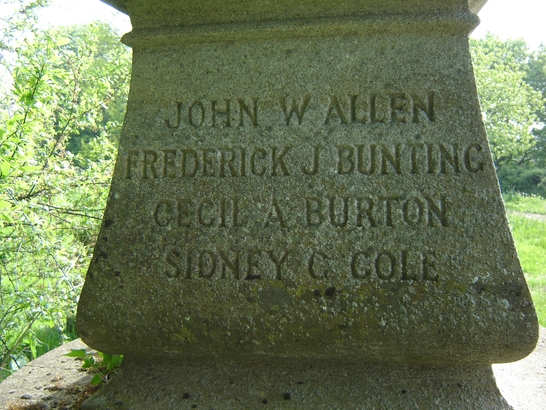 JOHN W ALLEN
FREDERICK J BUNTING
CECIL A BURTON
SIDNEY C COLE